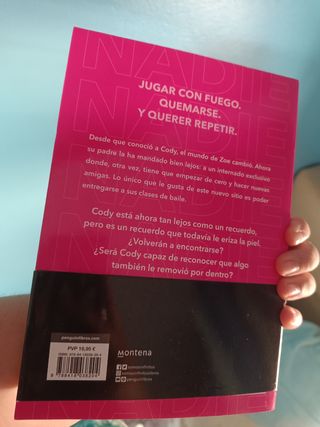 NADIE
NADIE
JUGAR CON FUEGO.
QUEMARSE.
Y QUERER REPETIR.
Desde que conoció a Cody, el mundo de Zoe cambió. Ahora
su padre la ha mandado bien lejos: a un internado exclusivo
donde, otra vez, tiene que empezar de cero y hacer nuevas
amigas. Lo único que le gusta de este nuevo sitio es poder
entregarse a sus clases de baile.
Cody está ahora tan lejos como un recuerdo,
pero es un recuerdo que todavía le eriza la piel.
¿Volverán a encontrarse?
¿Será Cody capaz de reconocer que algo
también le removió por dentro?
penguinlibros.com
PVP 16,95 €
Montena
NADIE